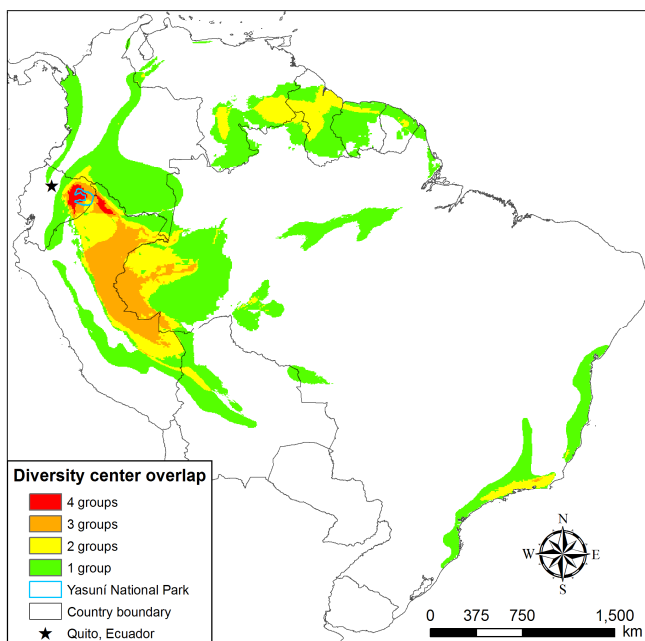 Diversity center overlap
4 groups
3 groups
2 groups
1 group
Yasuní National Park
Country boundary
Quito, Ecuador
N
W E
S
0 375 750 1,500
km